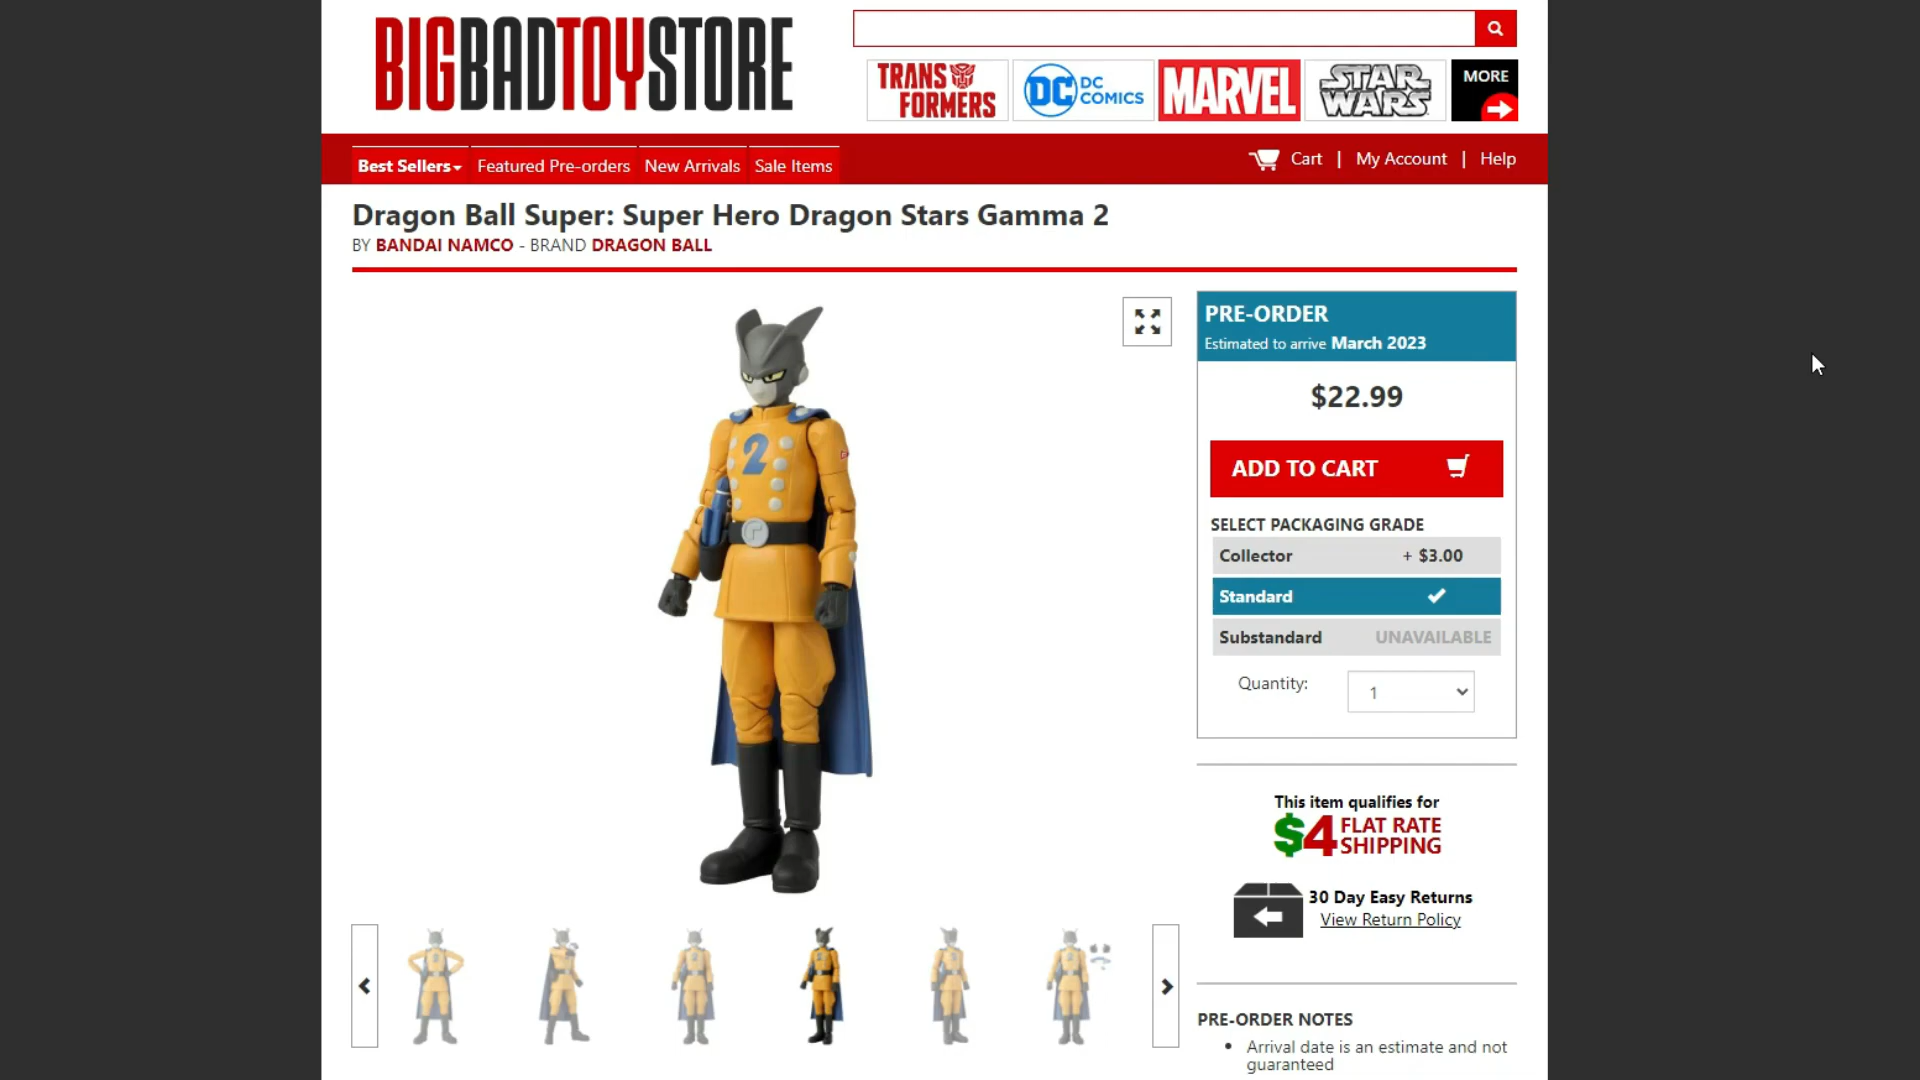 BIGBADTOYSTORE
TRANS FORMERS
DC DC COMICS
MARVEL
STAR WARS
MORE
Best Sellers
Featured Pre-orders
New Arrivals
Sale Items
Cart | My Account | Help
Dragon Ball Super: Super Hero Dragon Stars Gamma 2
BY BANDAI NAMCO - BRAND DRAGON BALL
2
PRE-ORDER
Estimated to arrive March 2023
$22.99
ADD TO CART
SELECT PACKAGING GRADE
Collector + $3.00
Standard
Substandard UNAVAILABLE
Quantity: 1
This item qualifies for
$4 FLAT RATE SHIPPING
30 Day Easy Returns
View Return Policy
PRE-ORDER NOTES
• Arrival date is an estimate and not
guaranteed